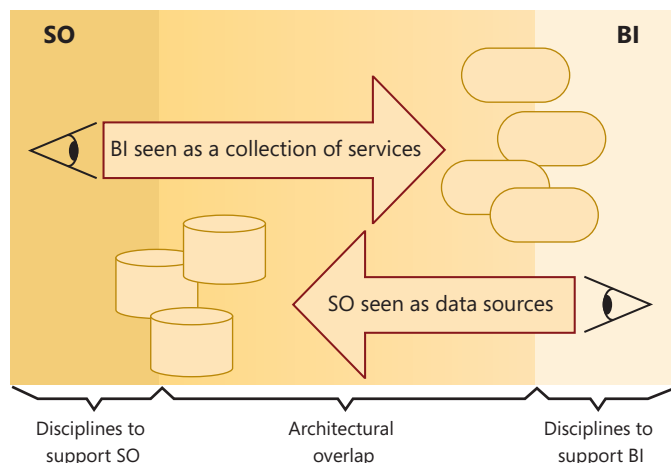 SO
BI
BI seen as a collection of services
SO seen as data sources
Disciplines to
support SO
Architectural
overlap
Disciplines to
support BI